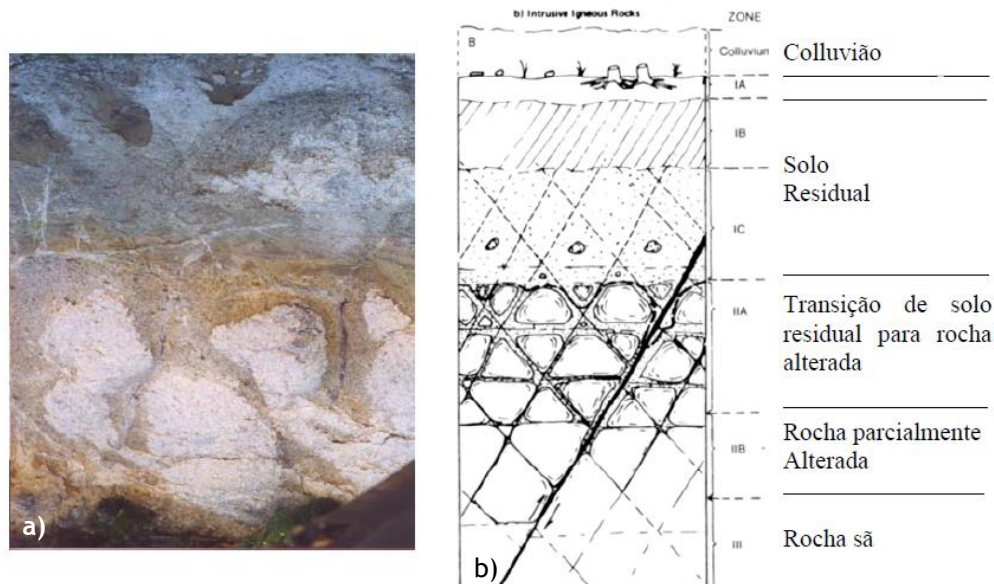 b) Intrusive Igneous Rocks
ZONE
B
Colluvium
Colluvião
IA
IB
Solo
Residual
IC
IIA
Transição de solo
residual para rocha
alterada
IIB
Rocha parcialmente
Alterada
III
Rocha sã
a)
b)